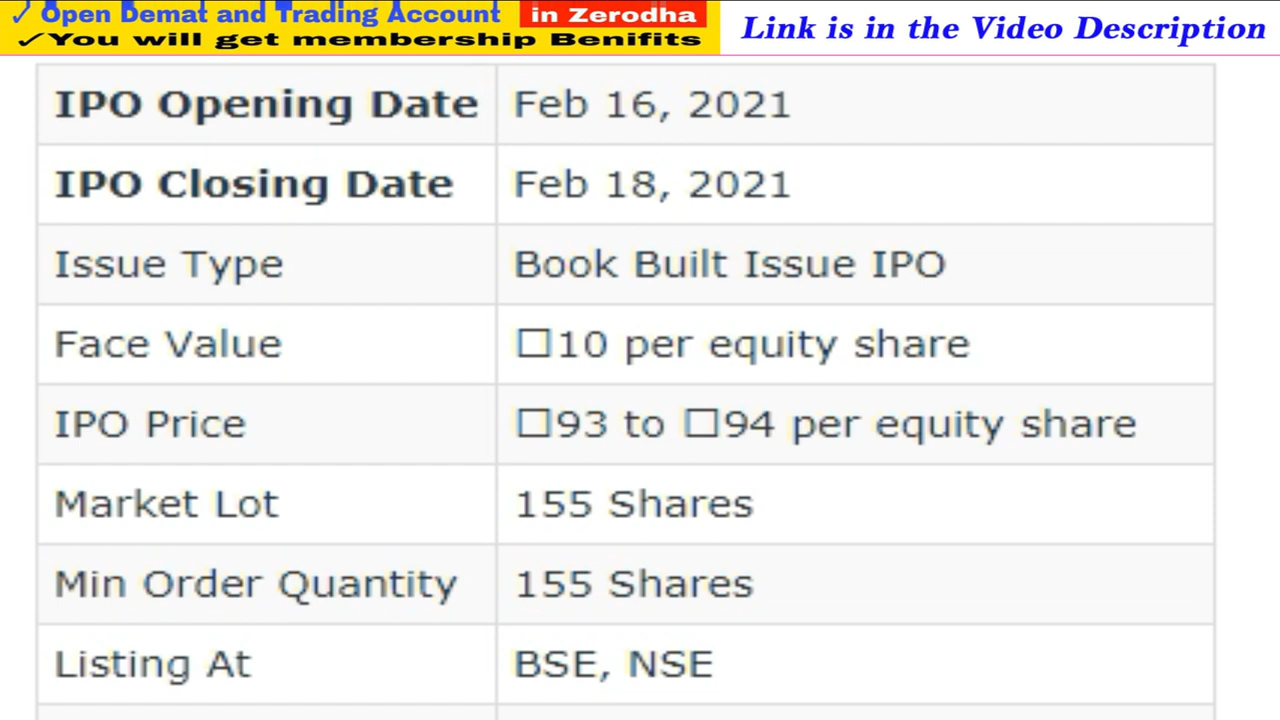 ✓ Open Demat and Trading Account in Zerodha
✓You will get membership Benifits
Link is in the Video Description
IPO Opening Date Feb 16, 2021
IPO Closing Date Feb 18, 2021
Issue Type Book Built Issue IPO
Face Value □10 per equity share
IPO Price □93 to □94 per equity share
Market Lot 155 Shares
Min Order Quantity 155 Shares
Listing At BSE, NSE